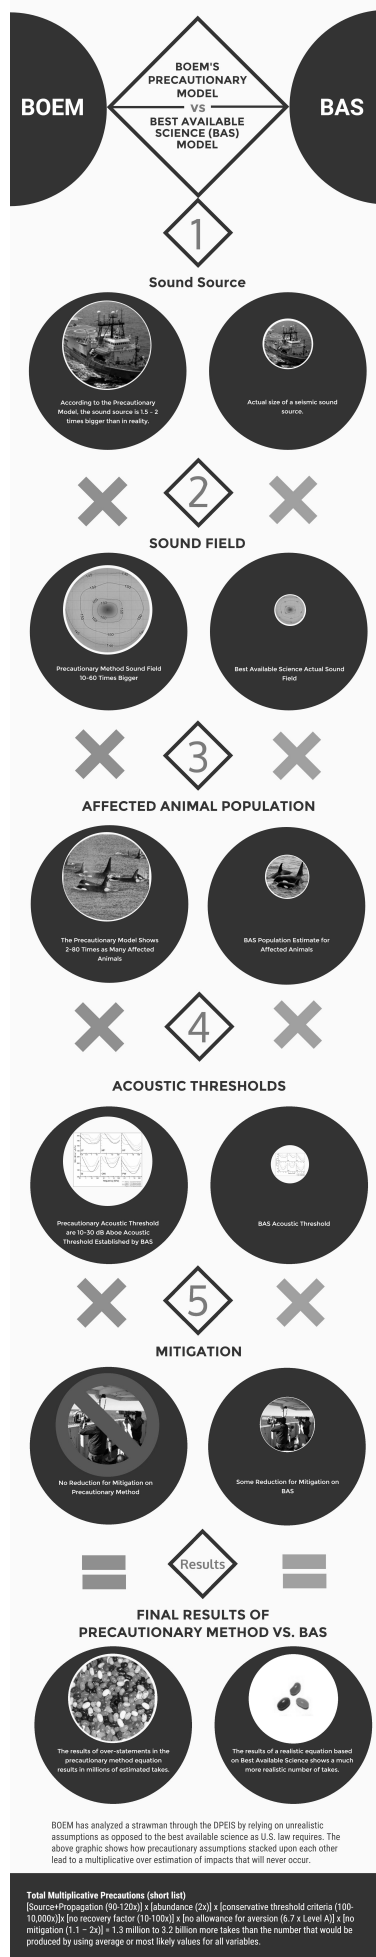 BOEM
BOEM'S
PRECAUTIONARY
MODEL
VS
BEST AVAILABLE
SCIENCE (BAS)
MODEL
BAS
1
Sound Source
According to the Precautionary
Model, the sound source is 1.5 - 2
times bigger than in reality.
Actual size of a seismic sound
source.
2
SOUND FIELD
Precautionary Method Sound Field
10-60 Times Bigger
Best Available Science Actual Sound
Field
3
AFFECTED ANIMAL POPULATION
The Precautionary Model Shows
2-80 Times as Many Affected
Animals
BAS Population Estimate for
Affected Animals
4
ACOUSTIC THRESHOLDS
Precautionary Acoustic Threshold
are 10-30 dB Aboe Acoustic
Threshold Established by BAS
BAS Acoustic Threshold
5
MITIGATION
No Reduction for Mitigation on
Precautionary Method
Some Reduction for Mitigation on
BAS
Results
FINAL RESULTS OF
PRECAUTIONARY METHOD VS. BAS
The results of over-statements in the
precautionary method equation
results in millions of estimated takes.
The results of a realistic equation based
on Best Available Science shows a much
more realistic number of takes.
BOEM has analyzed a strawman through the DPEIS by relying on unrealistic
assumptions as opposed to the best available science as U.S. law requires. The
above graphic shows how precautionary assumptions stacked upon each other
lead to a multiplicative over estimation of impacts that will never occur.
Total Multiplicative Precautions (short list)
[Source+Propagation (90-120x)] x [abundance (2x)] x [conservative threshold criteria (100-
10,000x)]x [no recovery factor (10-100x)] x [no allowance for aversion (6.7 x Level A)] x [no
mitigation (1.1 – 2x)] = 1.3 million to 3.2 billion more takes than the number that would be
produced by using average or most likely values for all variables.